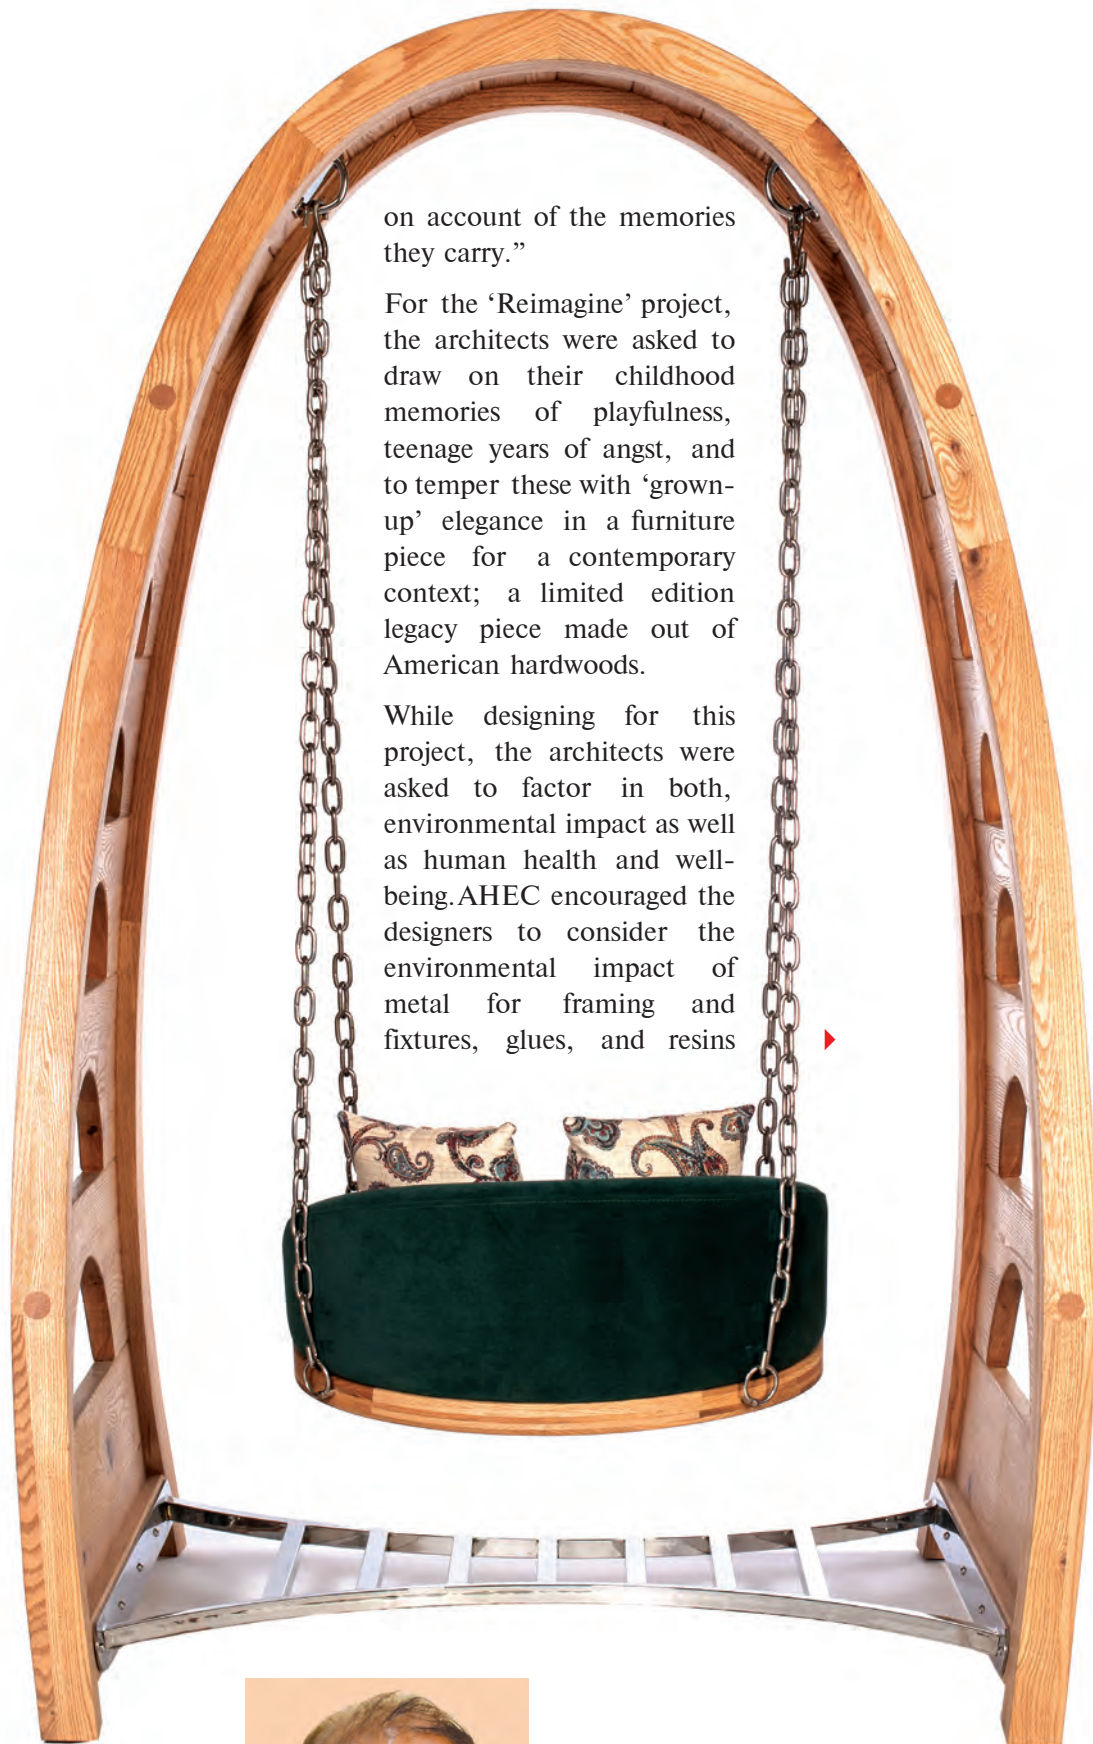 on account of the memories
they carry.”
For the ‘Reimagine’ project,
the architects were asked to
draw on their childhood
memories of playfulness,
teenage years of angst, and
to temper these with ‘grown-
up’ elegance in a furniture
piece for a contemporary
context; a limited edition
legacy piece made out of
American hardwoods.
While designing for this
project, the architects were
asked to factor in both,
environmental impact as well
as human health and well-
being. AHEC encouraged the
designers to consider the
environmental impact of
metal for framing and
fixtures, glues, and resins